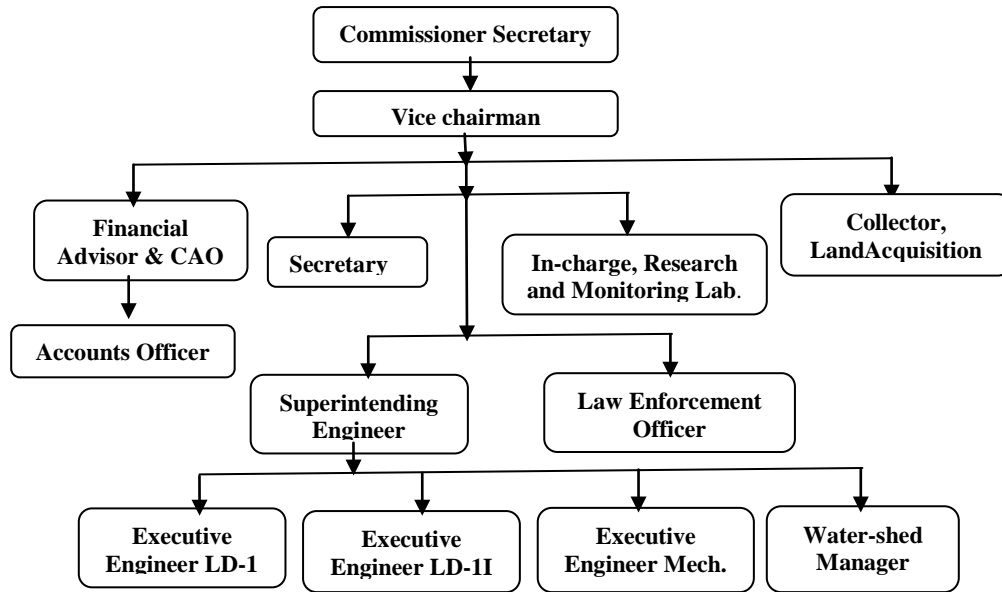 Commissioner Secretary
Vice chairman
Financial
Advisor & CAO
Secretary
In-charge, Research
and Monitoring Lab.
Collector,
LandAcquisition
Accounts Officer
Superintending
Engineer
Law Enforcement
Officer
Executive
Engineer LD-1
Executive
Engineer LD-1I
Executive
Engineer Mech.
Water-shed
Manager